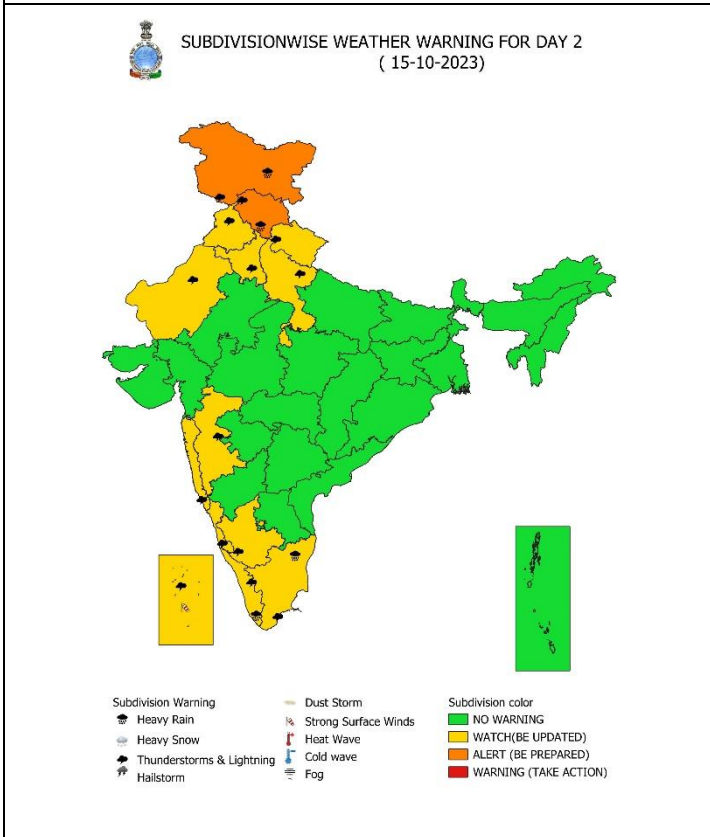 SUBDIVISIONWISE WEATHER WARNING FOR DAY 2
( 15-10-2023)
Subdivision Warning
Heavy Rain
Heavy Snow
Thunderstorms & Lightning
Hailstorm
Dust Storm
Strong Surface Winds
Heat Wave
Cold wave
Fog
Subdivision color
NO WARNING
WATCH(BE UPDATED)
ALERT (BE PREPARED)
WARNING (TAKE ACTION)